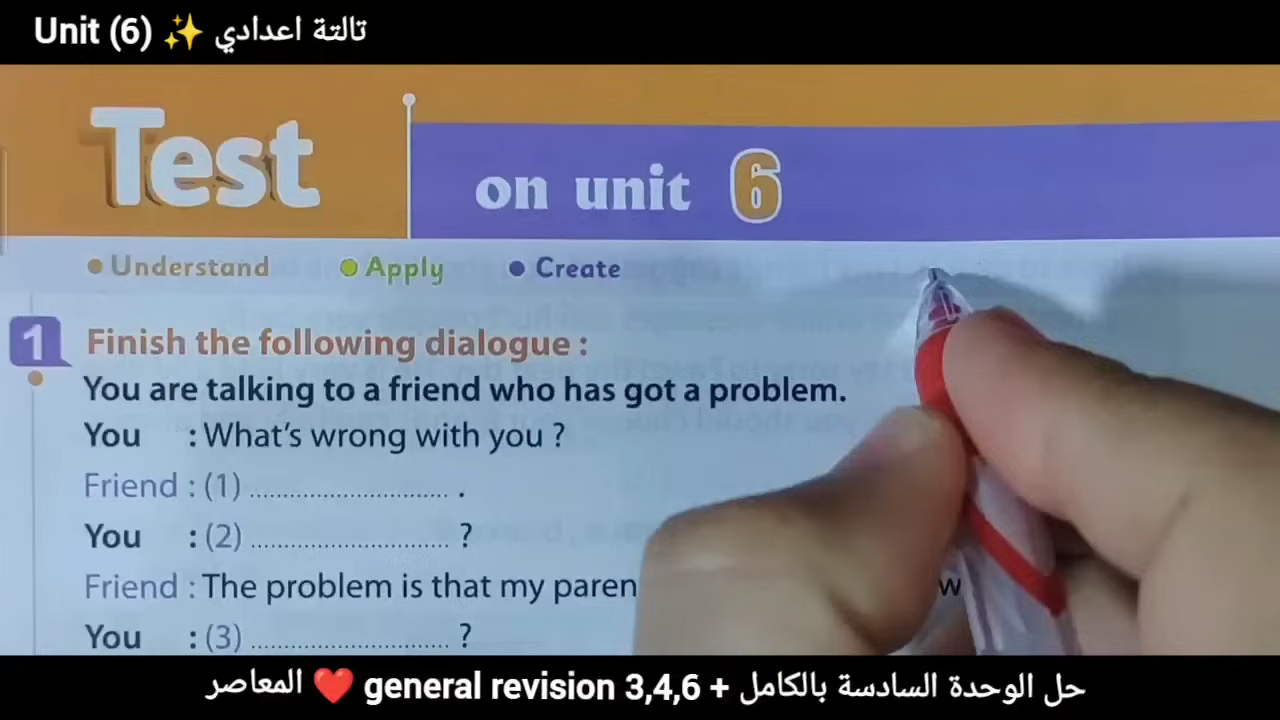 Unit (6) ✨ تالتة اعدادي
Test
on unit 6
• Understand • Apply • Create
1 Finish the following dialogue :
You are talking to a friend who has got a problem.
You : What's wrong with you ?
Friend : (1) ............................ .
You : (2) ............................ ?
Friend : The problem is that my paren
You : (3) ............................ ?
حل الوحدة السادسة بالكامل + general revision 3,4,6 ❤️ المعاصر